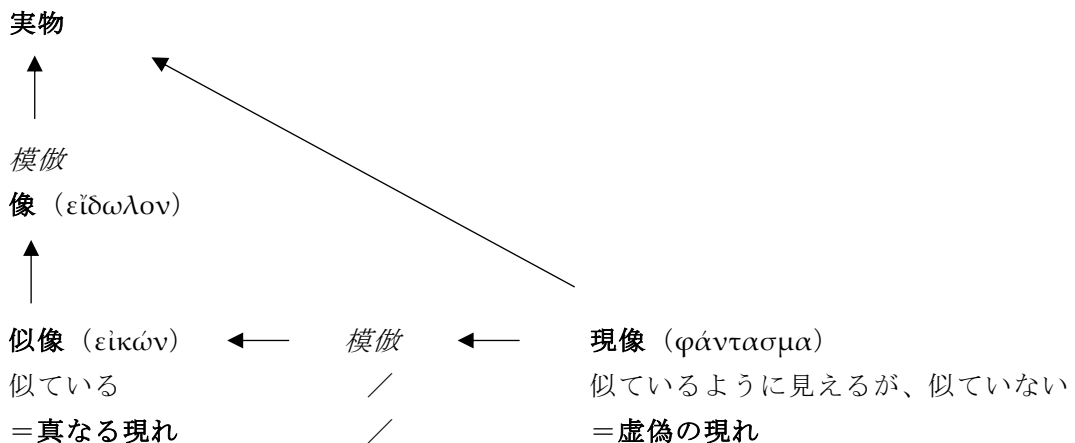 実物
模倣
像（εἴδωλον）
似像（εἰκών） 模倣 現像（φάντασμα）
似ている ／ 似ているように見えるが、似ていない
＝真なる現れ ／ ＝虚偽の現れ